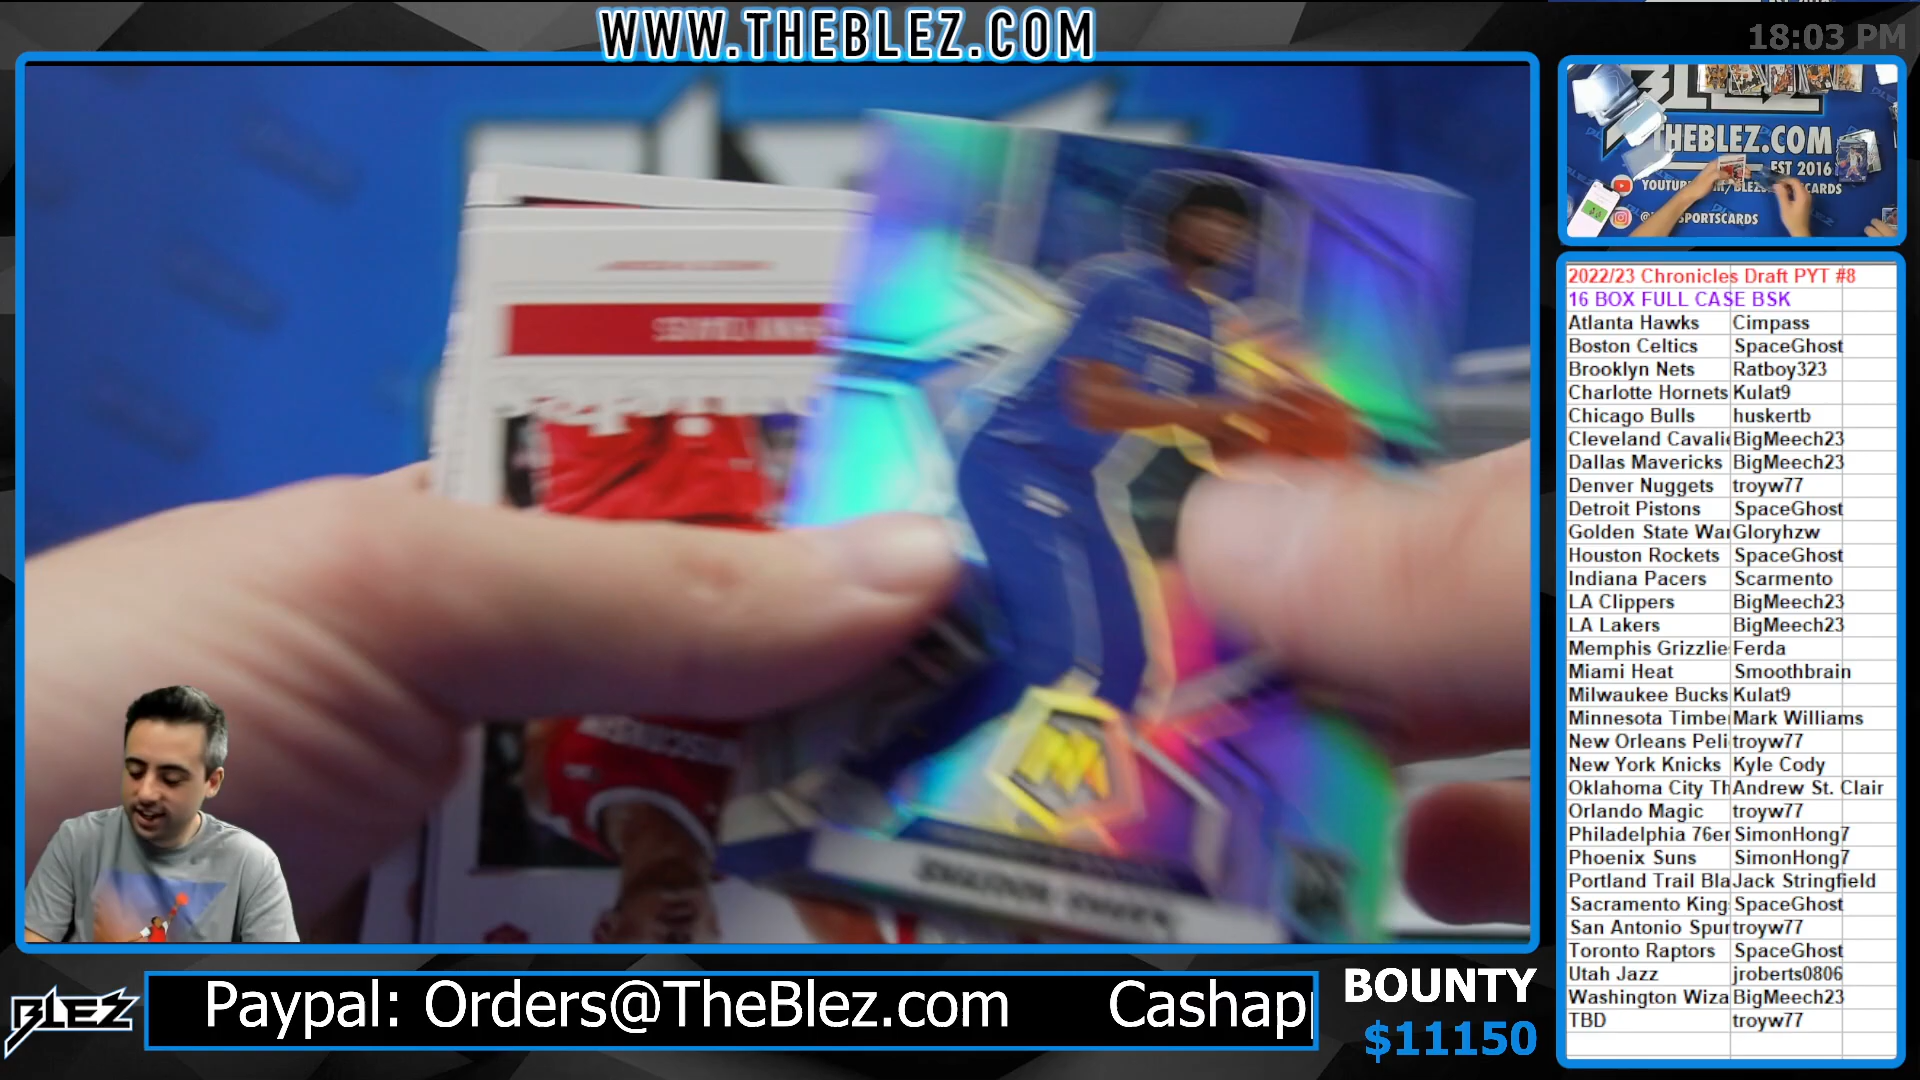 WWW.THEBLEZ.COM
18:03 PM
THEBLEZ.COM
EST 2016
2022/23 Chronicles Draft PYT #8
16 BOX FULL CASE BSK
Atlanta Hawks Cimpass
Boston Celtics SpaceGhost
Brooklyn Nets Ratboy323
Charlotte Hornets Kulat9
Chicago Bulls huskertb
Cleveland Cavalie BigMeech23
Dallas Mavericks BigMeech23
Denver Nuggets troyw77
Detroit Pistons SpaceGhost
Golden State War Gloryhzw
Houston Rockets SpaceGhost
Indiana Pacers Scarmento
LA Clippers BigMeech23
LA Lakers BigMeech23
Memphis Grizzlie Ferda
Miami Heat Smoothbrain
Milwaukee Bucks Kulat9
Minnesota Timbe Mark Williams
New Orleans Peli troyw77
New York Knicks Kyle Cody
Oklahoma City Th Andrew St. Clair
Orlando Magic troyw77
Philadelphia 76er SimonHong7
Phoenix Suns SimonHong7
Portland Trail Bla Jack Stringfield
Sacramento King SpaceGhost
San Antonio Spur troyw77
Toronto Raptors SpaceGhost
Utah Jazz jroberts0806
Washington Wiza BigMeech23
TBD troyw77
BLEZ
Paypal: Orders@TheBlez.com Cashapp
BOUNTY
$11150